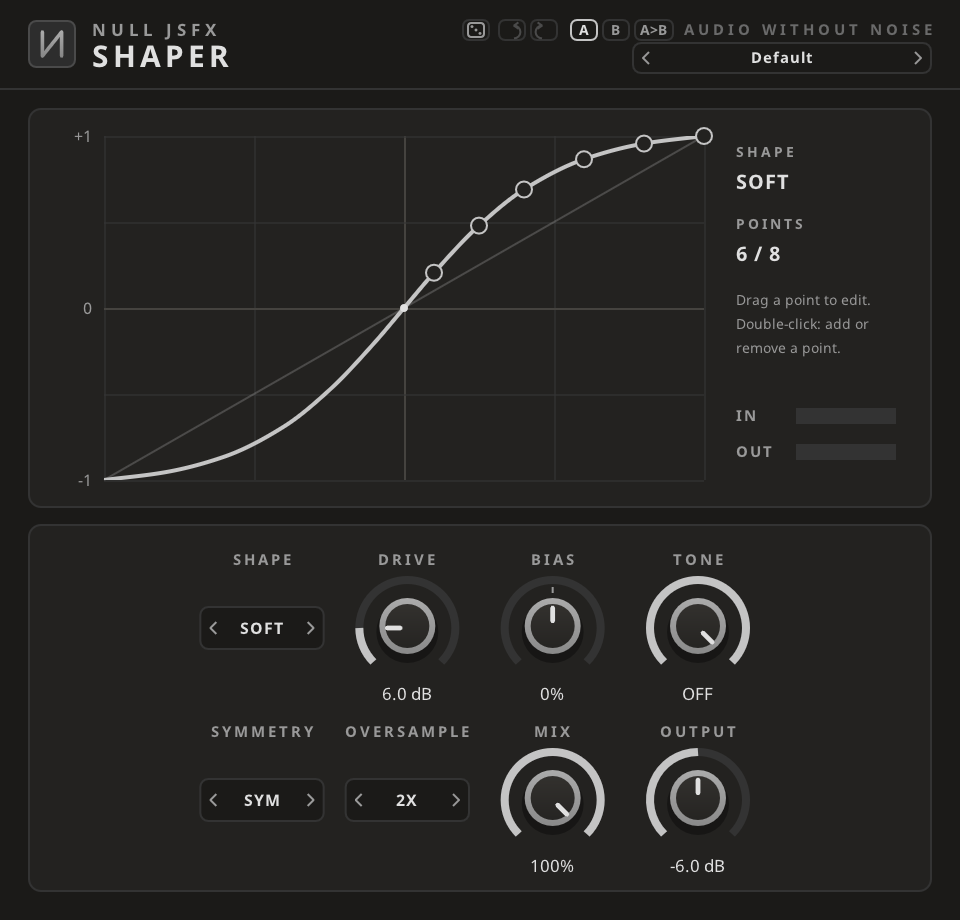 NULL JSFX
SHAPER
A B A>B AUDIO WITHOUT NOISE
Default
+1
0
-1
SHAPE
SOFT
POINTS
6 / 8
Drag a point to edit.
Double-click: add or
remove a point.
IN
OUT
SHAPE DRIVE BIAS TONE
SOFT
6.0 dB 0% OFF
SYMMETRY OVERSAMPLE MIX OUTPUT
SYM 2X
100% -6.0 dB